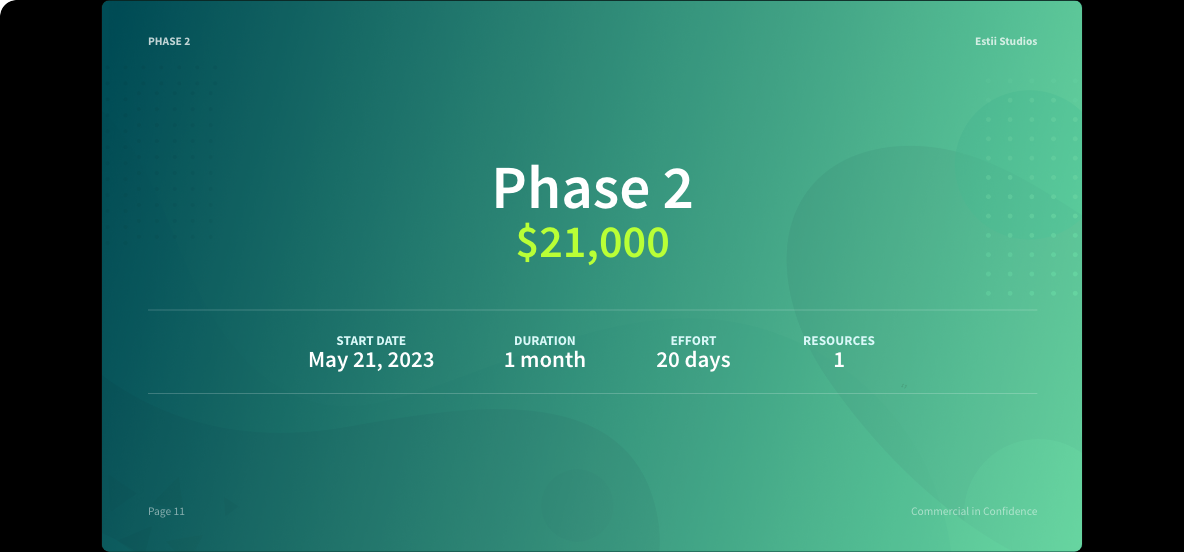 PHASE 2
Estii Studios
Phase 2
$21,000
START DATE
May 21, 2023
DURATION
1 month
EFFORT
20 days
RESOURCES
1
Page 11
Commercial in Confidence